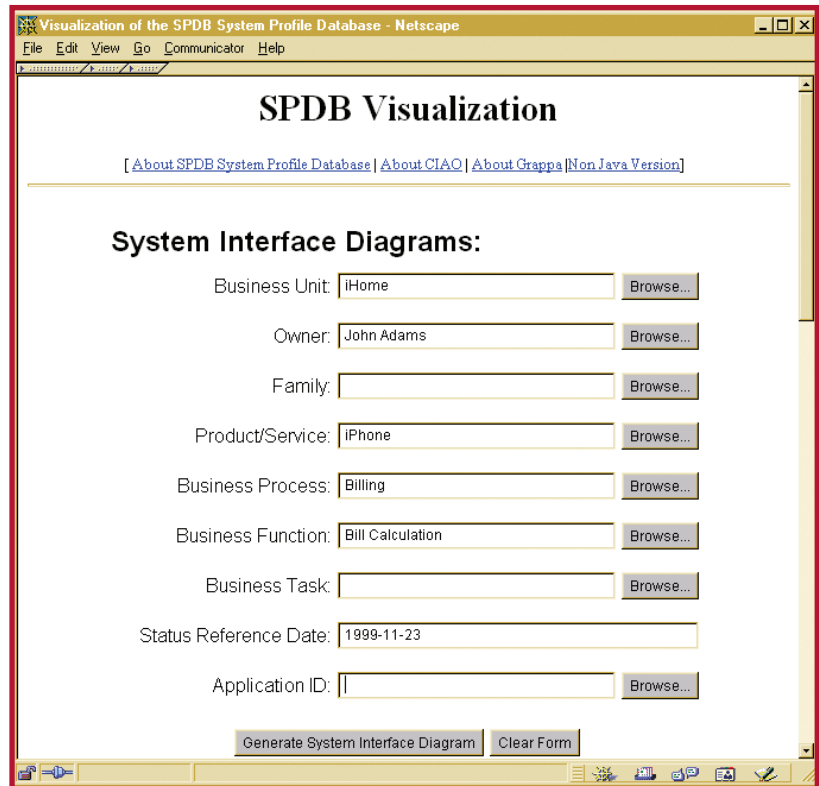 Visualization of the SPDB System Profile Database - Netscape
File Edit View Go Communicator Help
SPDB Visualization
[ About SPDB System Profile Database | About CIAO | About Grappa |Non Java Version]
System Interface Diagrams:
Business Unit: iHome Browse...
Owner: John Adams Browse...
Family: Browse...
Product/Service: iPhone Browse...
Business Process: Billing Browse...
Business Function: Bill Calculation Browse...
Business Task: Browse...
Status Reference Date: 1999-11-23
Application ID: Browse...
Generate System Interface Diagram Clear Form